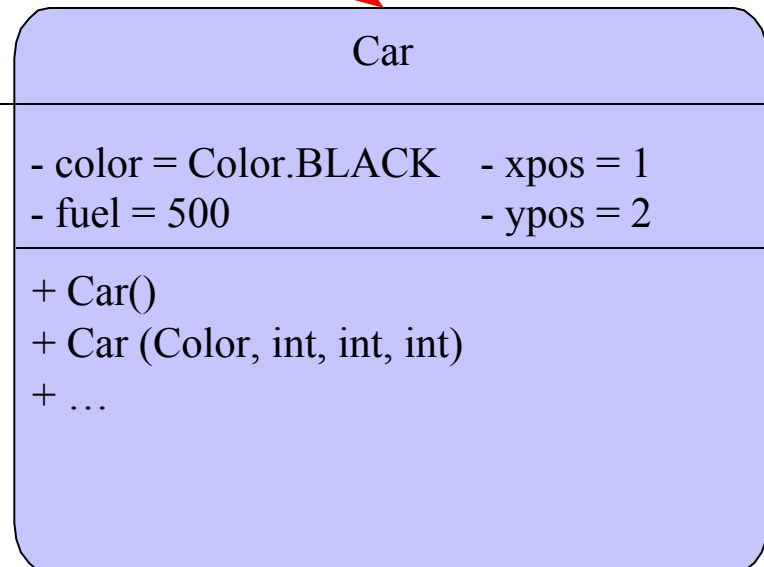 Car
- color = Color.BLACK - xpos = 1
- fuel = 500 - ypos = 2
+ Car()
+ Car (Color, int, int, int)
+ …